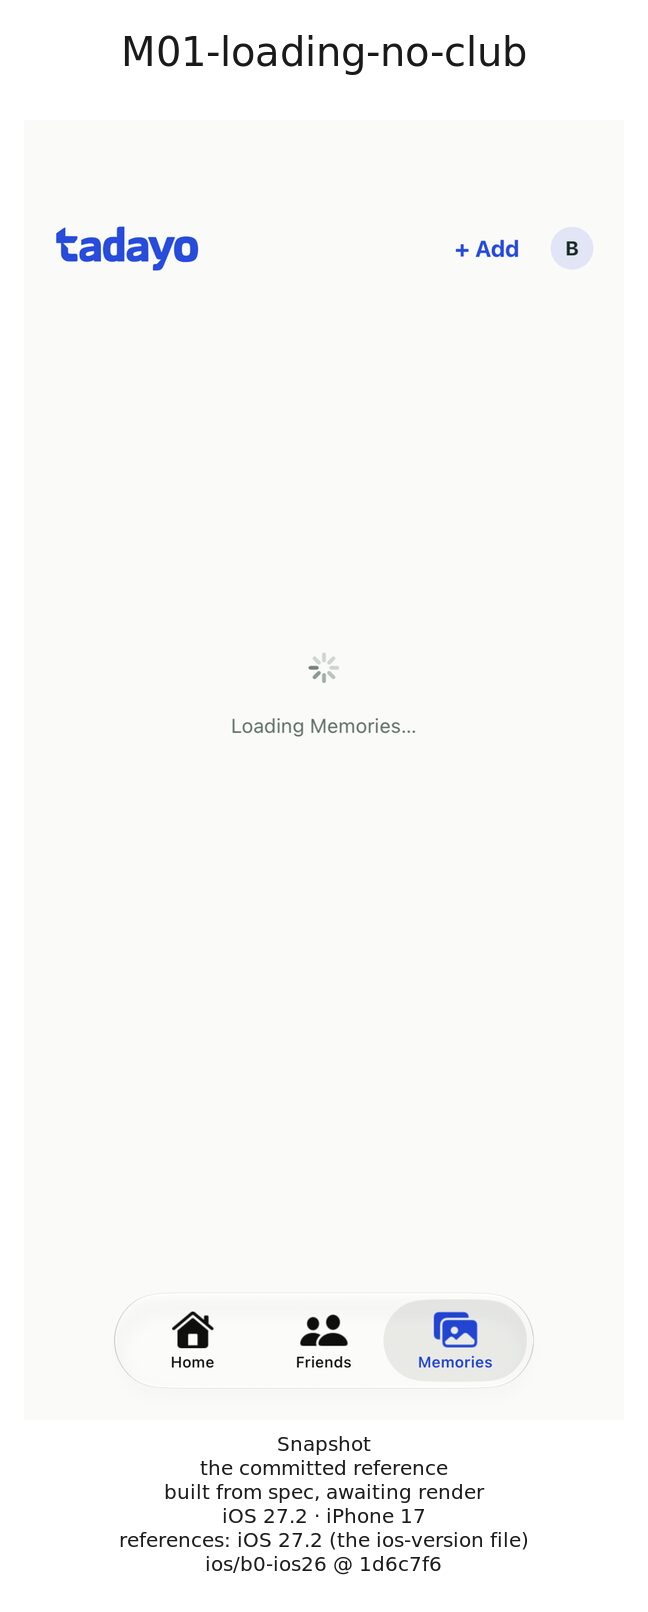 M01-loading-no-club
tadayo
+ Add
B
Loading Memories...
Home
Friends
Memories
Snapshot
the committed reference
built from spec, awaiting render
iOS 27.2 · iPhone 17
references: iOS 27.2 (the ios-version file)
ios/b0-ios26 @ 1d6c7f6